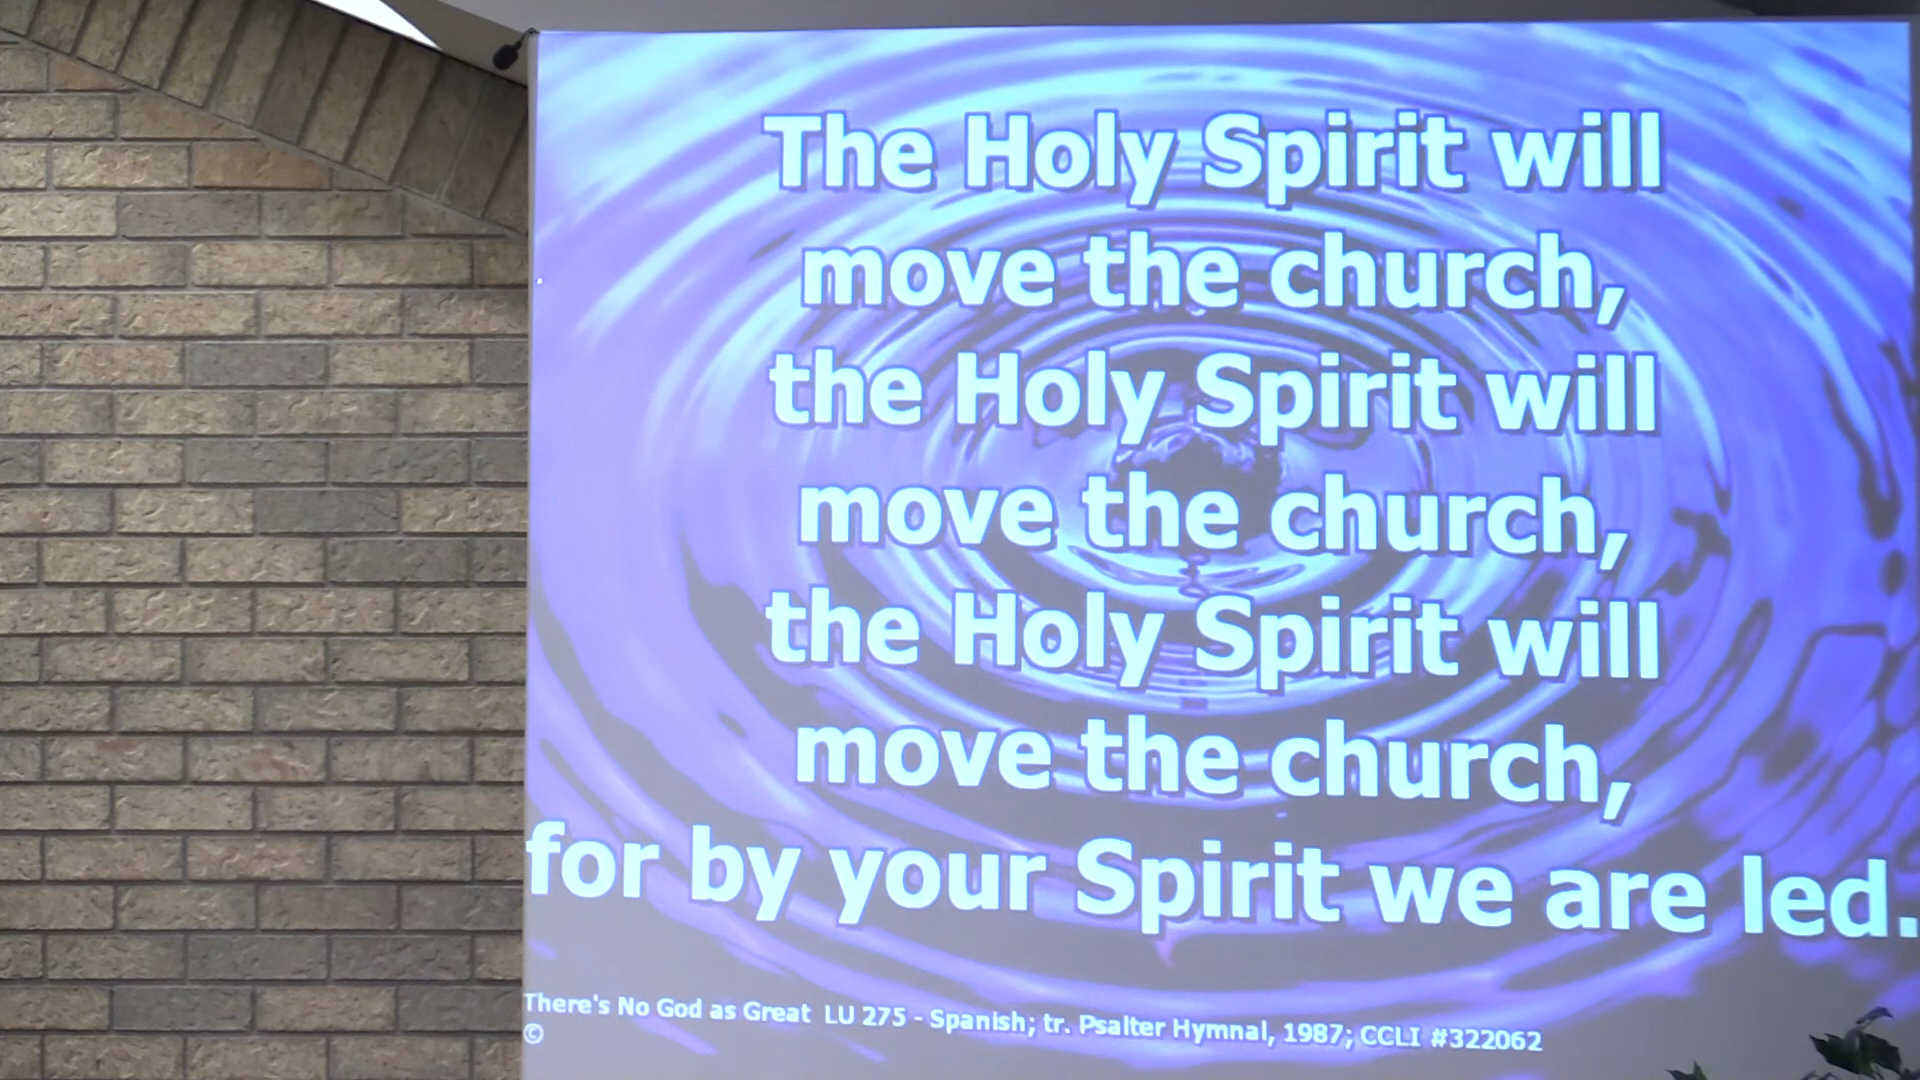 The Holy Spirit will
move the church,
the Holy Spirit will
move the church,
the Holy Spirit will
move the church,
for by your Spirit we are led.
There's No God as Great  LU 275 - Spanish; tr. Psalter Hymnal, 1987; CCLI #322062
©